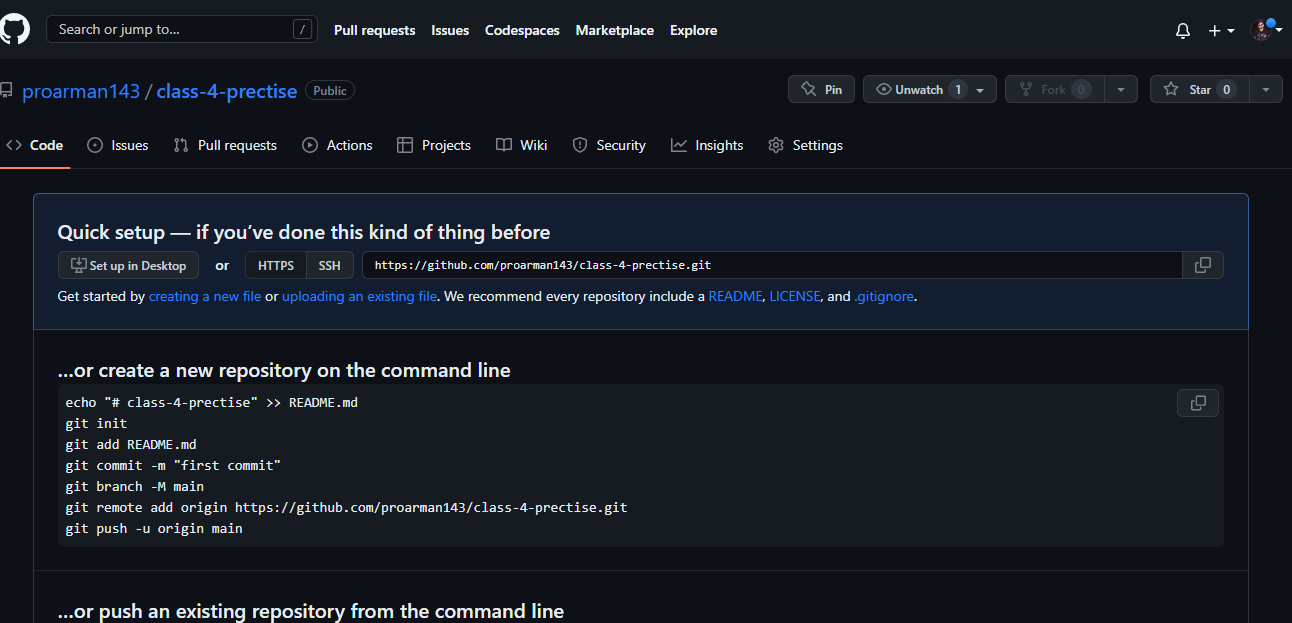 Search or jump to... /
Pull requests Issues Codespaces Marketplace Explore
proarman143 / class-4-prectise Public
Pin Unwatch 1 Fork 0 Star 0
Code Issues Pull requests Actions Projects Wiki Security Insights Settings
Quick setup — if you’ve done this kind of thing before
Set up in Desktop or HTTPS SSH https://github.com/proarman143/class-4-prectise.git
Get started by creating a new file or uploading an existing file. We recommend every repository include a README, LICENSE, and .gitignore.
…or create a new repository on the command line
echo "# class-4-prectise" >> README.md
git init
git add README.md
git commit -m "first commit"
git branch -M main
git remote add origin https://github.com/proarman143/class-4-prectise.git
git push -u origin main
…or push an existing repository from the command line